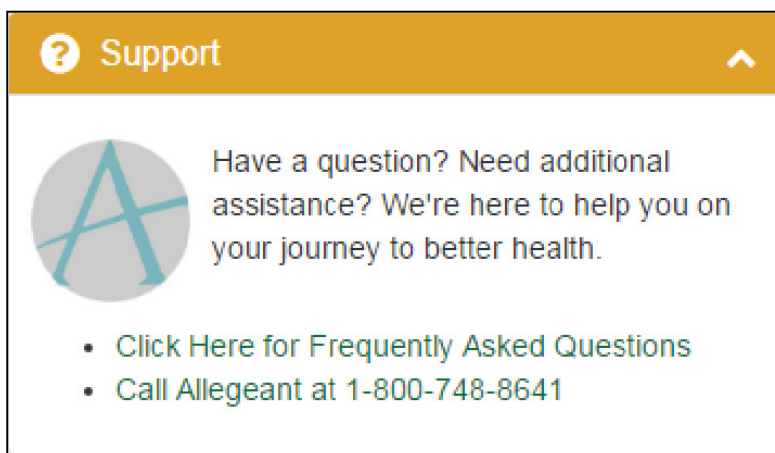 Support
Have a question? Need additional
assistance? We're here to help you on
your journey to better health.
Click Here for Frequently Asked Questions
Call Allegeant at 1-800-748-8641